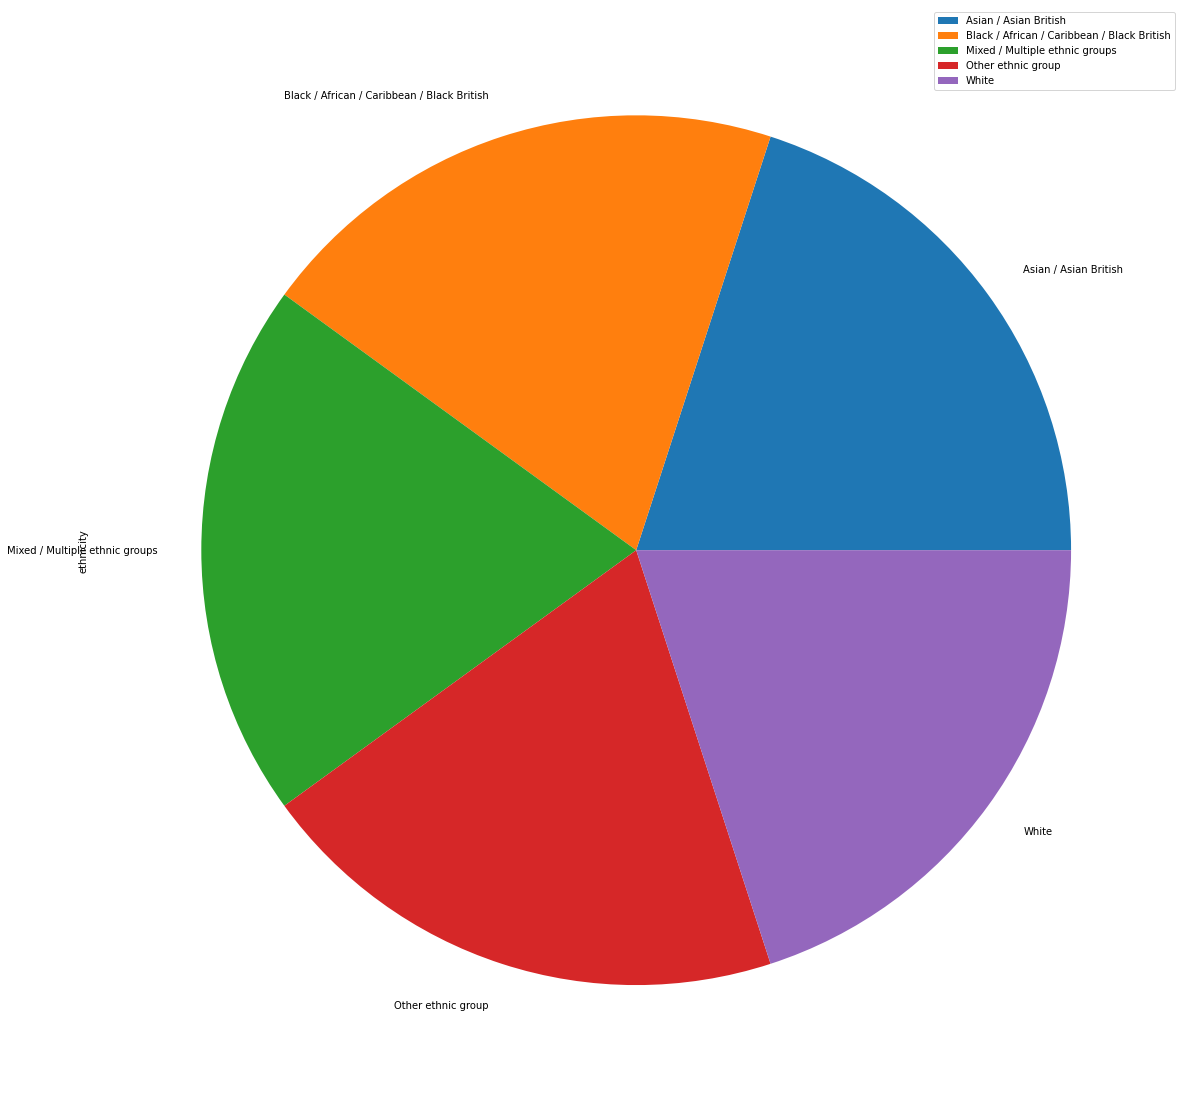 Asian / Asian British
Black / African / Caribbean / Black British
Mixed / Multiple ethnic groups
Other ethnic group
White
Black / African / Caribbean / Black British
Asian / Asian British
Mixed / Multiple ethnic groups
ethnicity
White
Other ethnic group